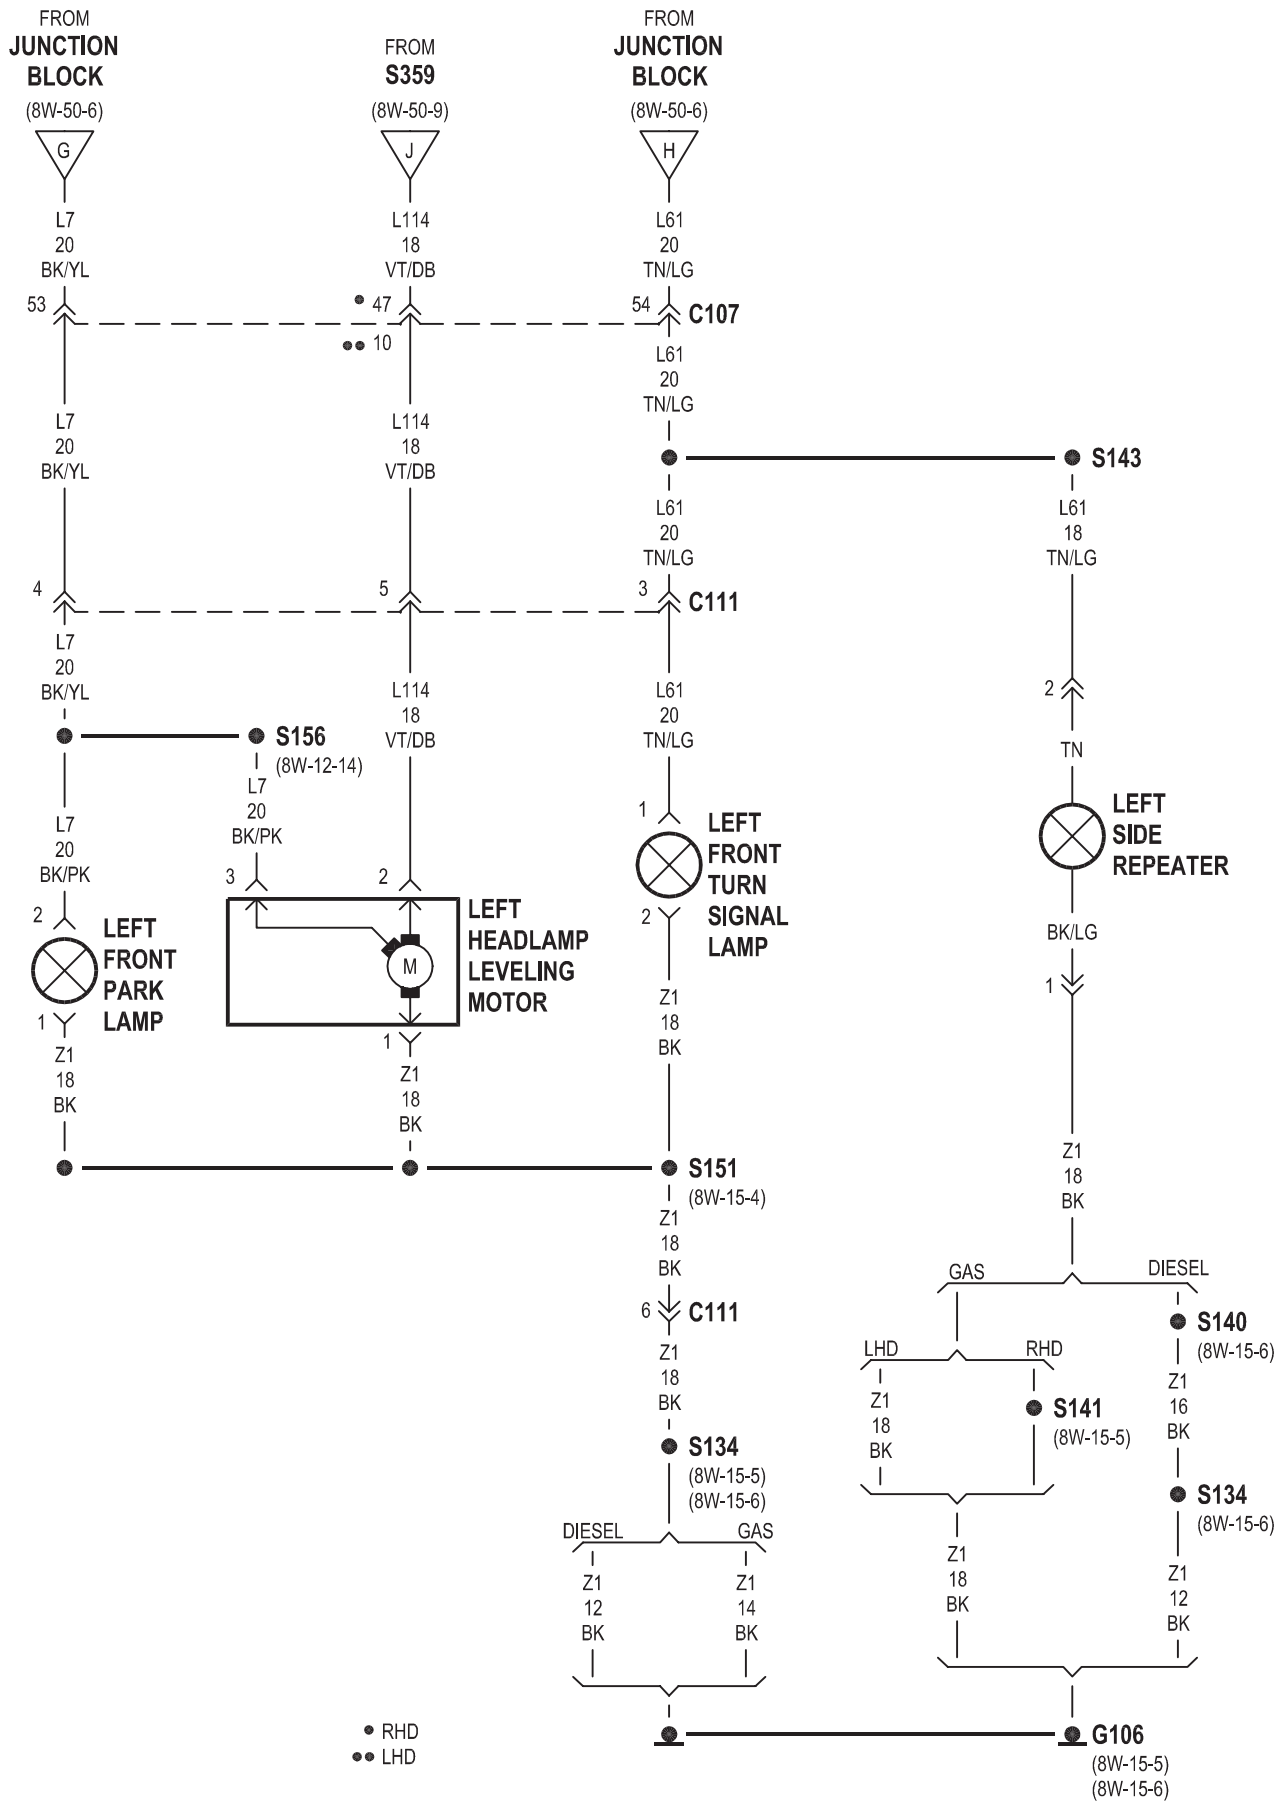 FROM
JUNCTION
BLOCK
(8W-50-6)
G
FROM
S359
(8W-50-9)
J
FROM
JUNCTION
BLOCK
(8W-50-6)
H
L7
20
BK/YL
L114
18
VT/DB
L61
20
TN/LG
53
47
10
54
C107
L7
20
BK/YL
L114
18
VT/DB
L61
20
TN/LG
S143
L61
20
TN/LG
L61
18
TN/LG
4
5
3
C111
L7
20
BK/YL
L114
18
VT/DB
L61
20
TN/LG
2
TN
S156
(8W-12-14)
L7
20
BK/PK
L7
20
BK/PK
1
LEFT
FRONT
TURN
SIGNAL
LAMP
2
LEFT
SIDE
REPEATER
BK/LG
1
2
LEFT
FRONT
PARK
LAMP
1
3
2
M
LEFT
HEADLAMP
LEVELING
MOTOR
1
Z1
18
BK
Z1
18
BK
Z1
18
BK
Z1
18
BK
S151
(8W-15-4)
Z1
18
BK
6
C111
Z1
18
BK
S134
(8W-15-5)
(8W-15-6)
DIESEL
GAS
Z1
12
BK
Z1
14
BK
GAS
DIESEL
LHD
RHD
Z1
18
BK
S141
(8W-15-5)
S140
(8W-15-6)
Z1
16
BK
S134
(8W-15-6)
Z1
18
BK
Z1
12
BK
G106
(8W-15-5)
(8W-15-6)
RHD
LHD